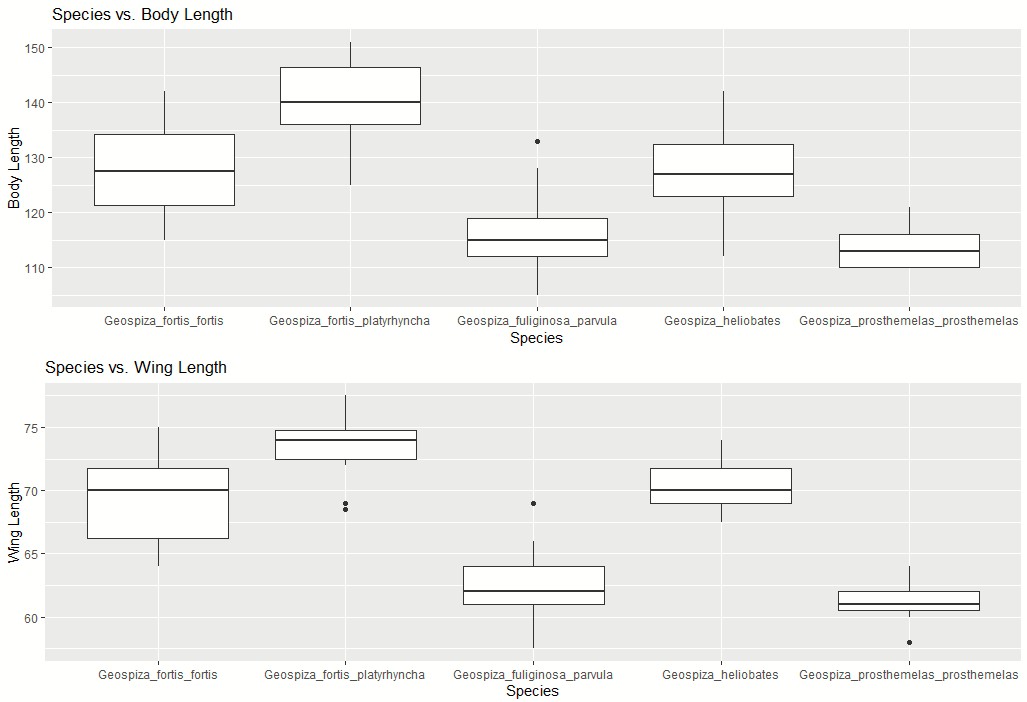 Species vs. Body Length
Body Length
150
140
130
120
110
Geospiza_fortis_fortis Geospiza_fortis_platyrhyncha Geospiza_fuliginosa_parvula Geospiza_heliobates Geospiza_prosthemelas_prosthemelas
Species
Species vs. Wing Length
Wing Length
75
70
65
60
Geospiza_fortis_fortis Geospiza_fortis_platyrhyncha Geospiza_fuliginosa_parvula Geospiza_heliobates Geospiza_prosthemelas_prosthemelas
Species